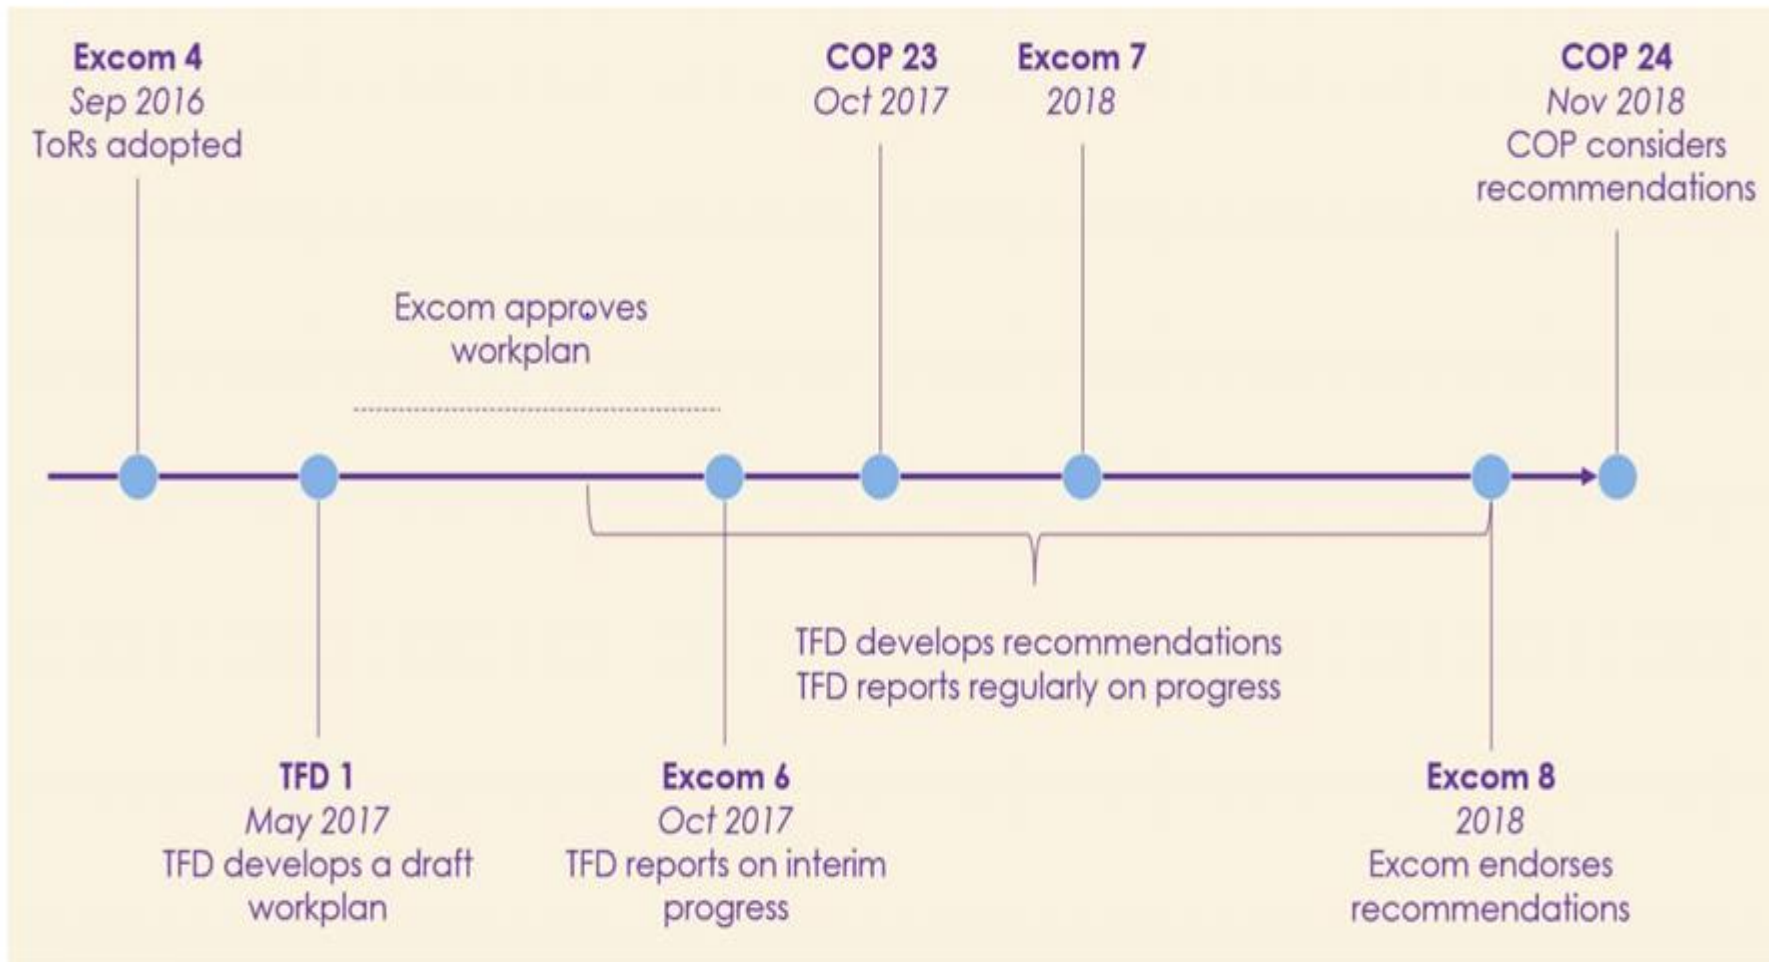 Excom 4
Sep 2016
ToRs adopted
COP 23
Oct 2017
Excom 7
2018
COP 24
Nov 2018
COP considers
recommendations
Excom approves
workplan
TFD develops recommendations
TFD reports regularly on progress
TFD 1
May 2017
TFD develops a draft
workplan
Excom 6
Oct 2017
TFD reports on interim
progress
Excom 8
2018
Excom endorses
recommendations